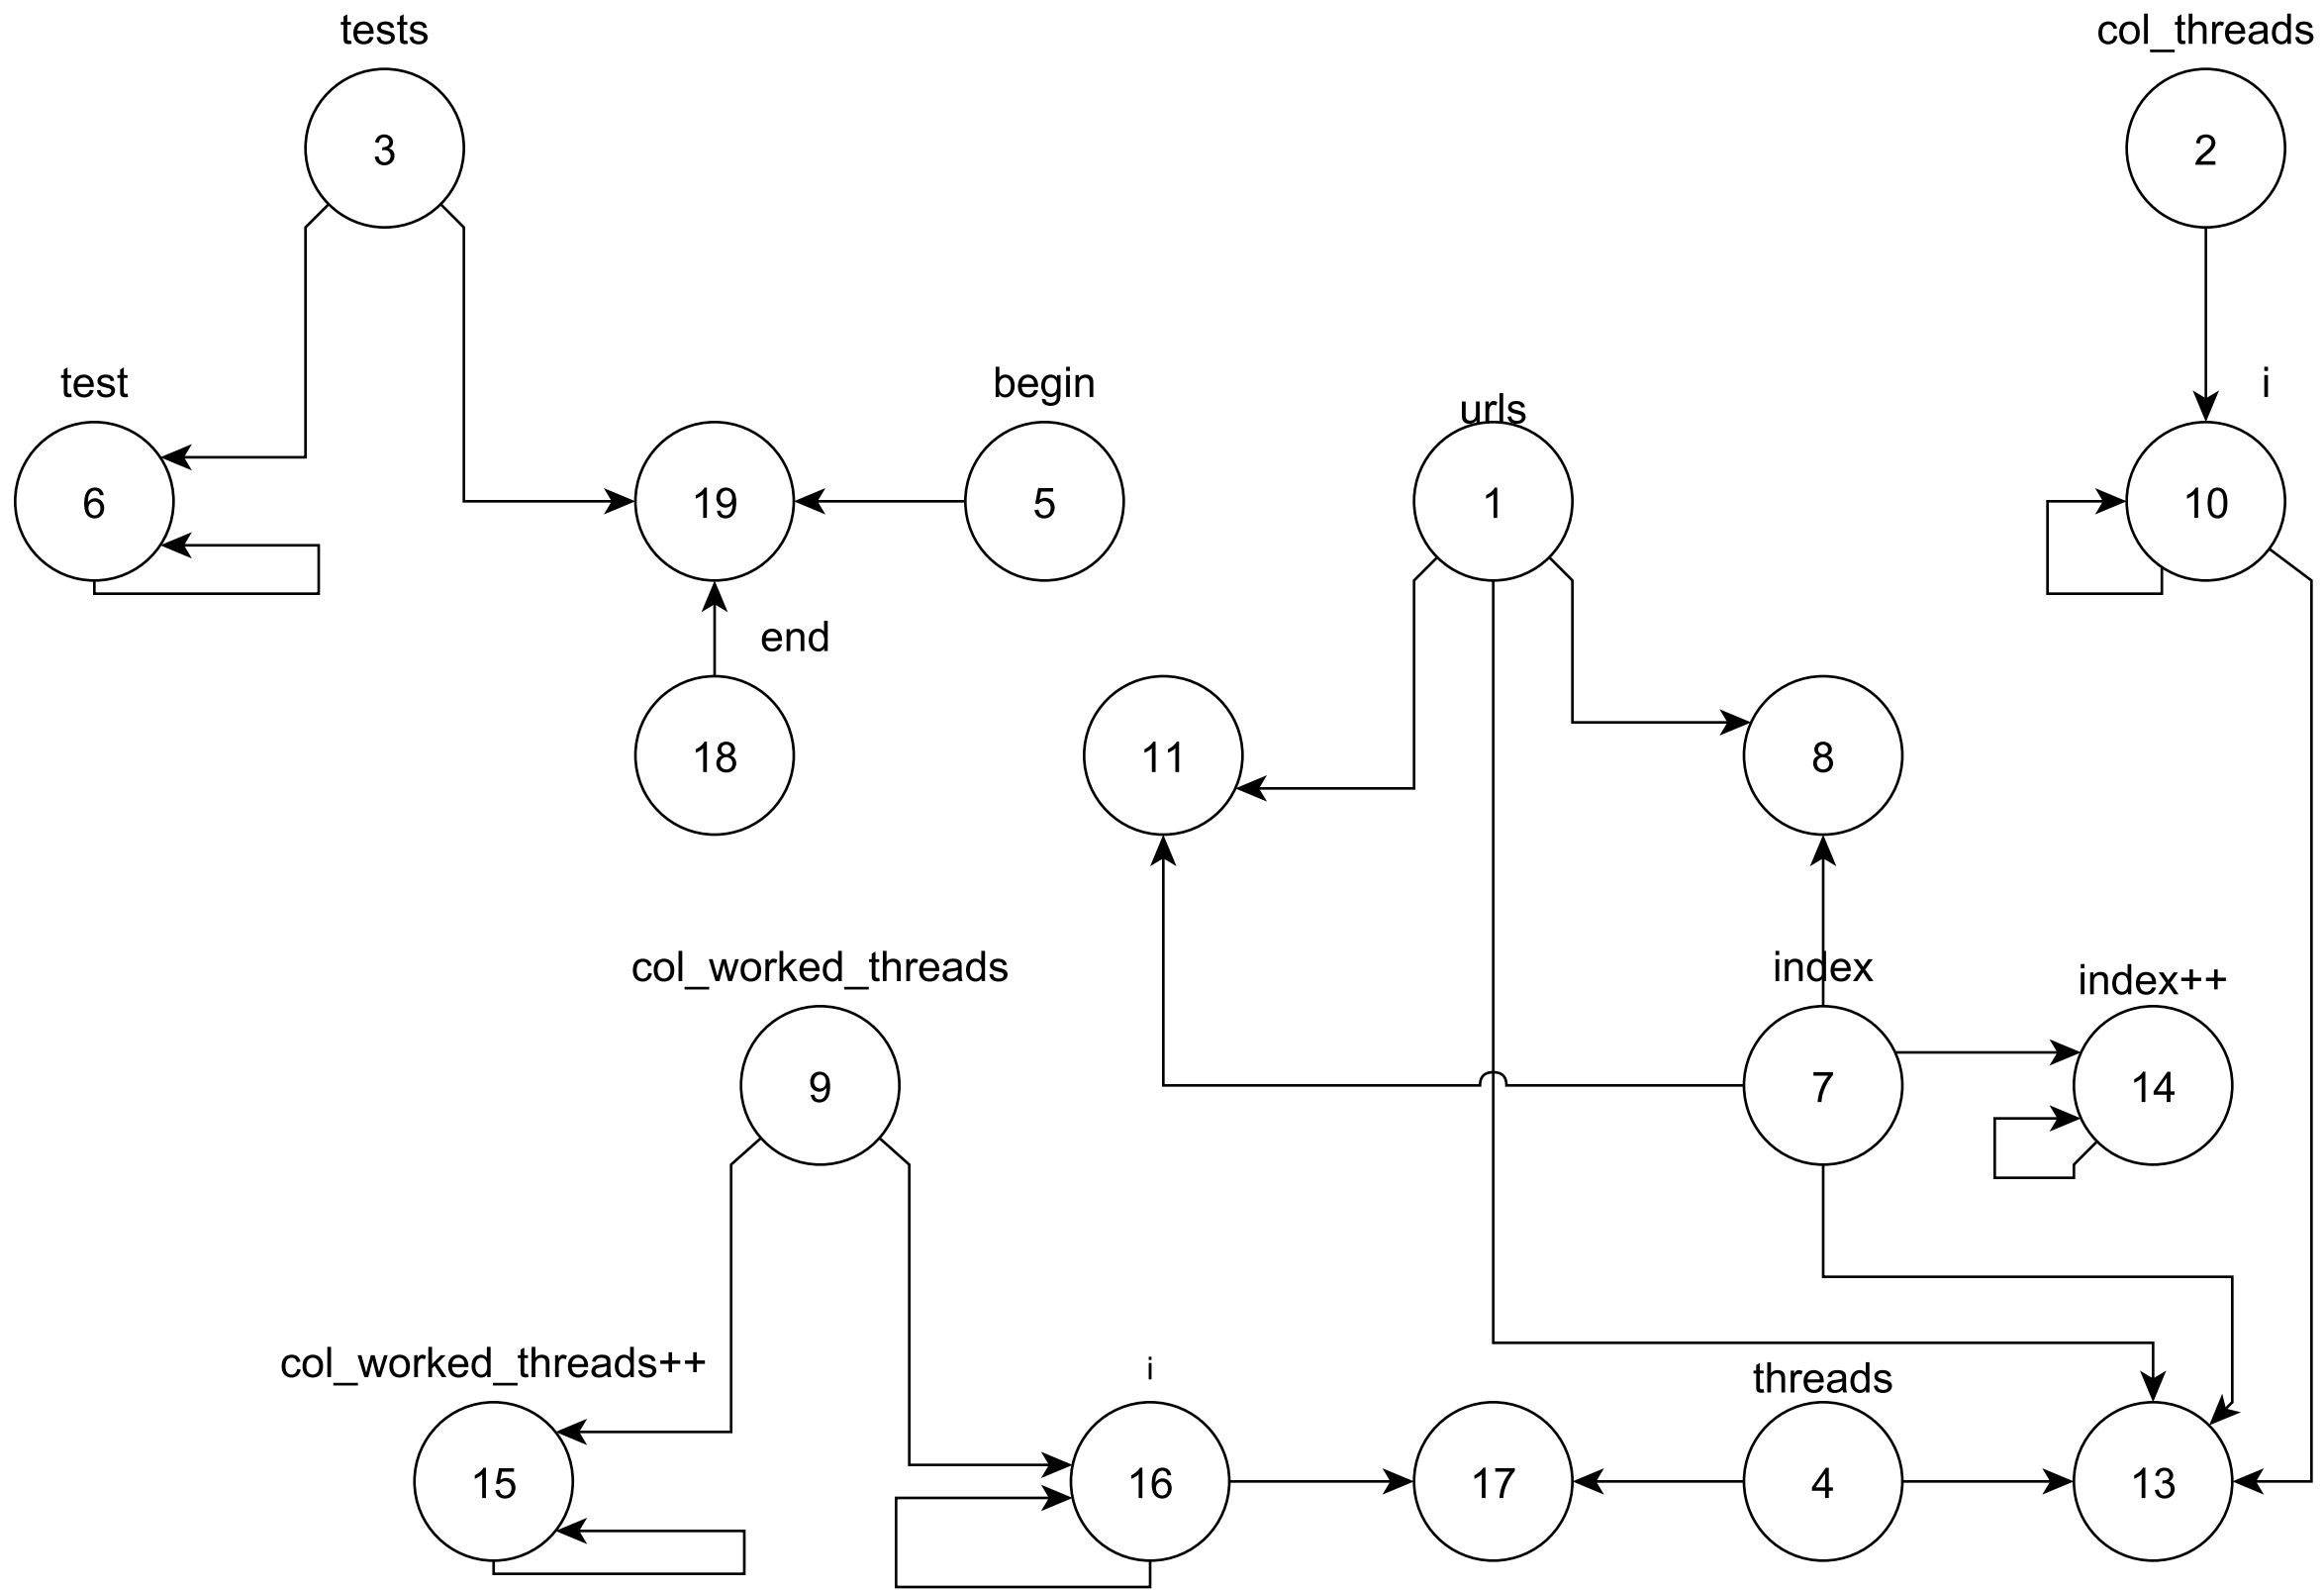 tests
col_threads
3
2
test
begin
urls
i
6
19
5
1
10
end
18
11
8
col_worked_threads
index
index++
9
7
14
col_worked_threads++
i
threads
15
16
17
4
13